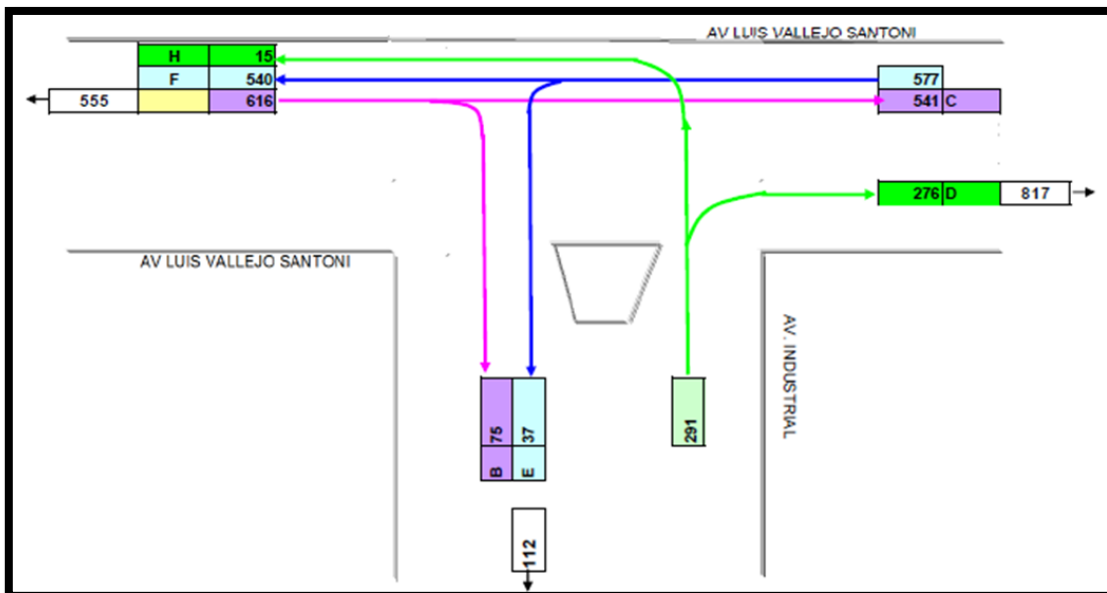 AV LUIS VALLEJO SANTONI
H 15
F 540 577
555 616 541 C
276 D 817
AV LUIS VALLEJO SANTONI
AV. INDUSTRIAL
75 37 291
B E
112